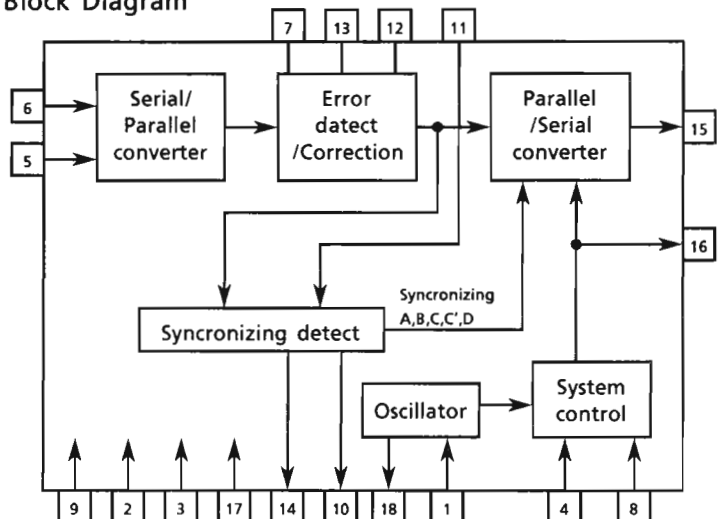 Block Diagram
7
13
12
11
6
5
Serial/
Parallel
converter
Error
datect
/Correction
Parallel
/Serial
converter
15
16
Syncronizing
A,B,C,C',D
Syncronizing detect
Oscillator
System
control
9
2
3
17
14
10
18
1
4
8